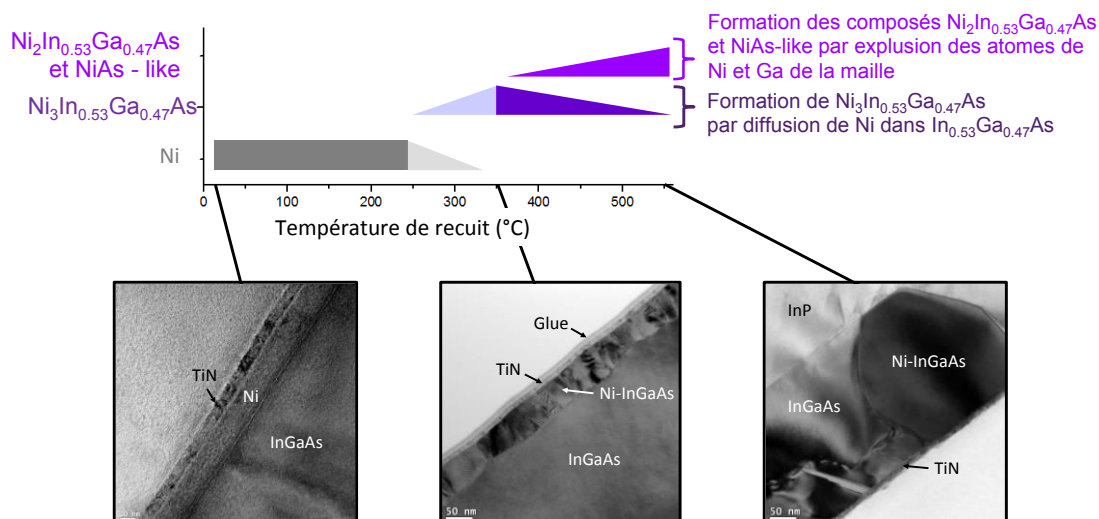 Ni₂In₀.₅₃Ga₀.₄₇As
et NiAs - like
Ni₃In₀.₅₃Ga₀.₄₇As
Ni
Formation des composés Ni₂In₀.₅₃Ga₀.₄₇As
et NiAs-like par explusion des atomes de
Ni et Ga de la maille
Formation de Ni₃In₀.₅₃Ga₀.₄₇As
par diffusion de Ni dans In₀.₅₃Ga₀.₄₇As
0 100 200 300 400 500
Température de recuit (°C)
TiN
Ni
InGaAs
Glue
TiN
Ni-InGaAs
InGaAs
50 nm
InP
Ni-InGaAs
InGaAs
TiN
50 nm